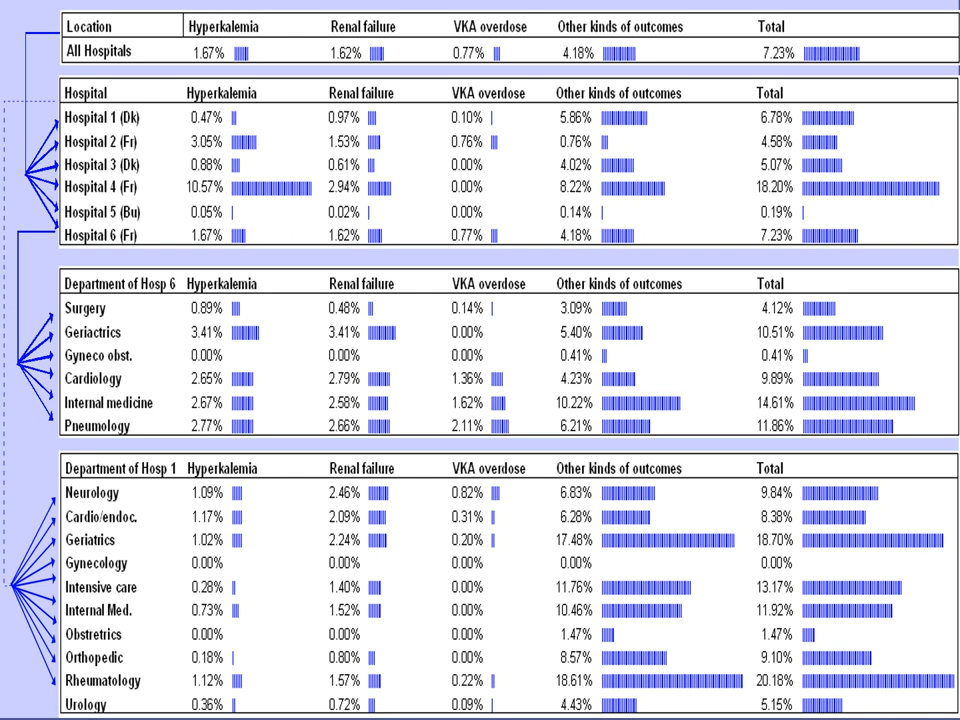 Location Hyperkalemia Renal failure VKA overdose Other kinds of outcomes Total
All Hospitals 1.67% 1.62% 0.77% 4.18% 7.23%
Hospital Hyperkalemia Renal failure VKA overdose Other kinds of outcomes Total
Hospital 1 (Dk) 0.47% 0.97% 0.10% 5.86% 6.78%
Hospital 2 (Fr) 3.05% 1.53% 0.76% 0.76% 4.58%
Hospital 3 (Dk) 0.88% 0.61% 0.00% 4.02% 5.07%
Hospital 4 (Fr) 10.57% 2.94% 0.00% 8.22% 18.20%
Hospital 5 (Bu) 0.05% 0.02% 0.00% 0.14% 0.19%
Hospital 6 (Fr) 1.67% 1.62% 0.77% 4.18% 7.23%
Department of Hosp 6 Hyperkalemia Renal failure VKA overdose Other kinds of outcomes Total
Surgery 0.89% 0.48% 0.14% 3.09% 4.12%
Geriactrics 3.41% 3.41% 0.00% 5.40% 10.51%
Gyneco obst. 0.00% 0.00% 0.00% 0.41% 0.41%
Cardiology 2.65% 2.79% 1.36% 4.23% 9.89%
Internal medicine 2.67% 2.58% 1.62% 10.22% 14.61%
Pneumology 2.77% 2.66% 2.11% 6.21% 11.86%
Department of Hosp 1 Hyperkalemia Renal failure VKA overdose Other kinds of outcomes Total
Neurology 1.09% 2.46% 0.82% 6.83% 9.84%
Cardio/endoc. 1.17% 2.09% 0.31% 6.28% 8.38%
Geriatrics 1.02% 2.24% 0.20% 17.48% 18.70%
Gynecology 0.00% 0.00% 0.00% 0.00% 0.00%
Intensive care 0.28% 1.40% 0.00% 11.76% 13.17%
Internal Med. 0.73% 1.52% 0.00% 10.46% 11.92%
Obstretrics 0.00% 0.00% 0.00% 1.47% 1.47%
Orthopedic 0.18% 0.80% 0.00% 8.57% 9.10%
Rheumatology 1.12% 1.57% 0.22% 18.61% 20.18%
Urology 0.36% 0.72% 0.09% 4.43% 5.15%